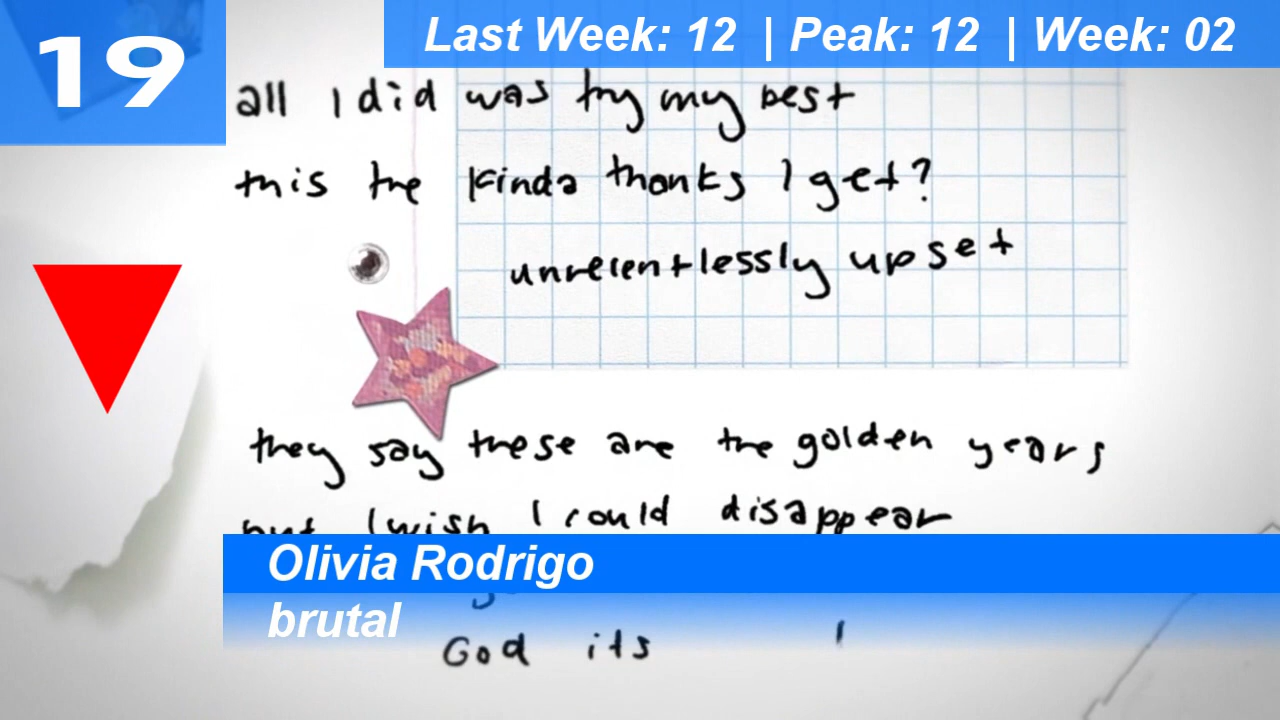 19
Last Week: 12 | Peak: 12 | Week: 02
all I did was try my best
this the kinda thanks I get?
unrelentlessly upset
they say these are the golden years
but I wish I could disappear
Olivia Rodrigo
brutal
God its